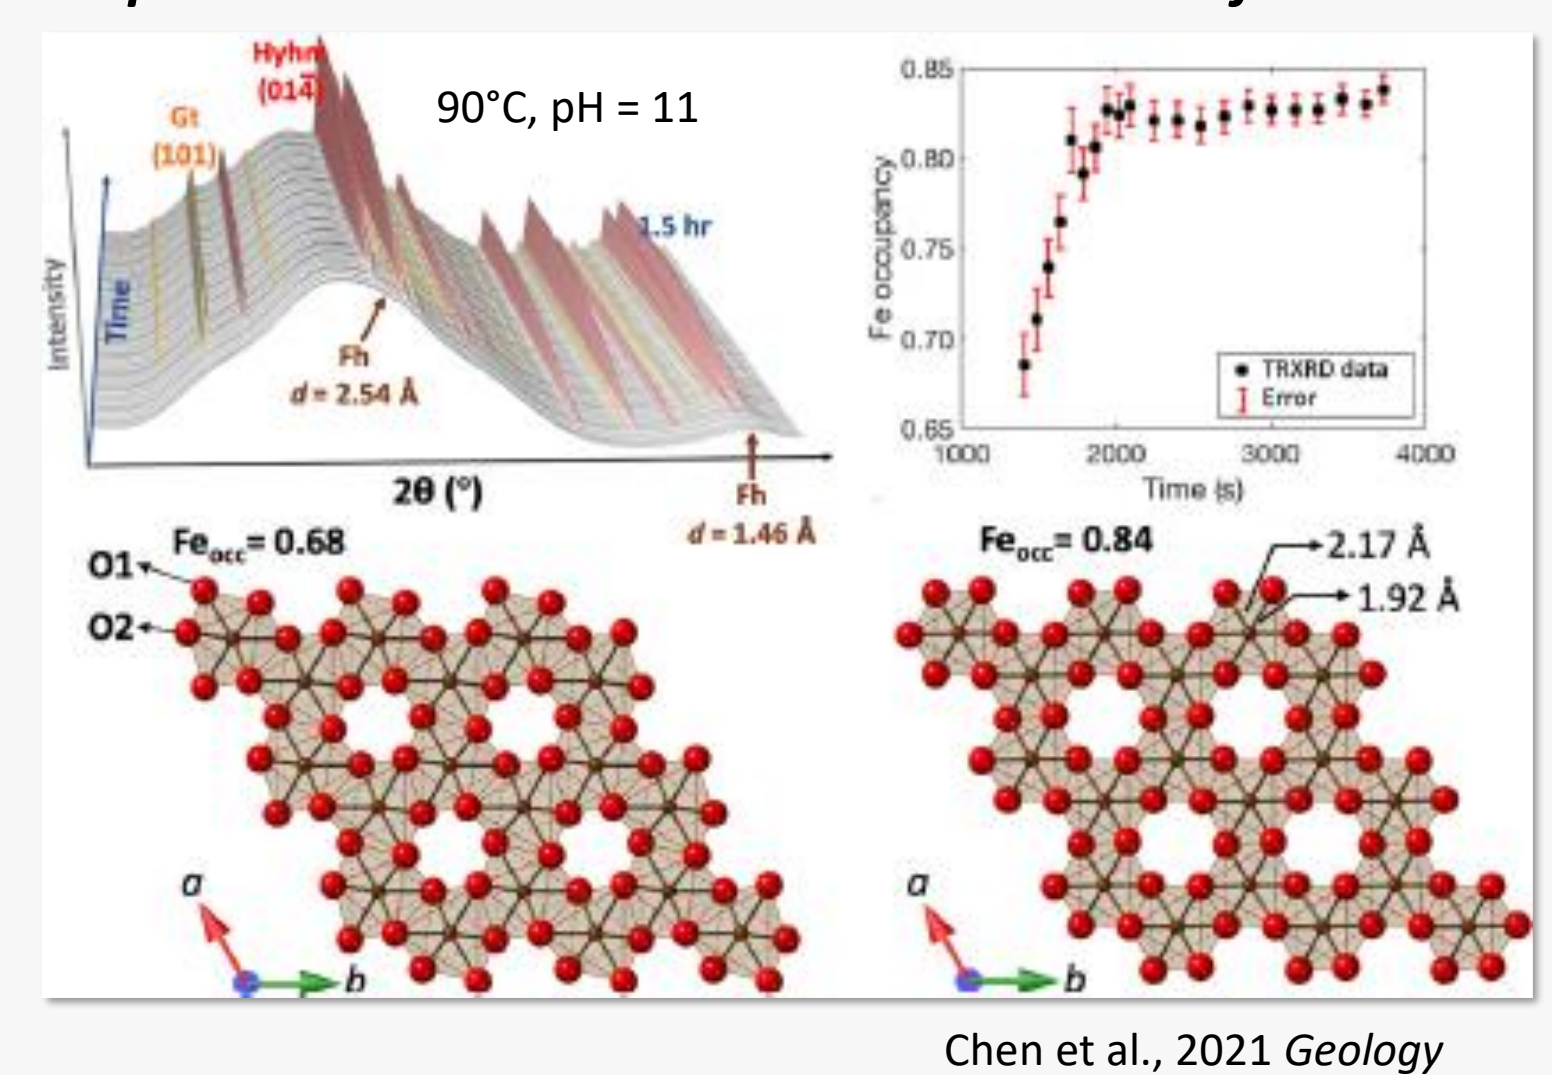 Hyhm
(014̅)
90°C, pH = 11
Gt
(101)
1.5 hr
Intensity
Time
Fh
d = 2.54 Å
2θ (°)
Fh
d = 1.46 Å
0.85
0.80
0.75
0.70
0.65
Fe occupancy
TRXRD data
Error
1000 2000 3000 4000
Time (s)
Feocc= 0.68
O1
O2
a
b
Feocc= 0.84
2.17 Å
1.92 Å
a
b
Chen et al., 2021 Geology